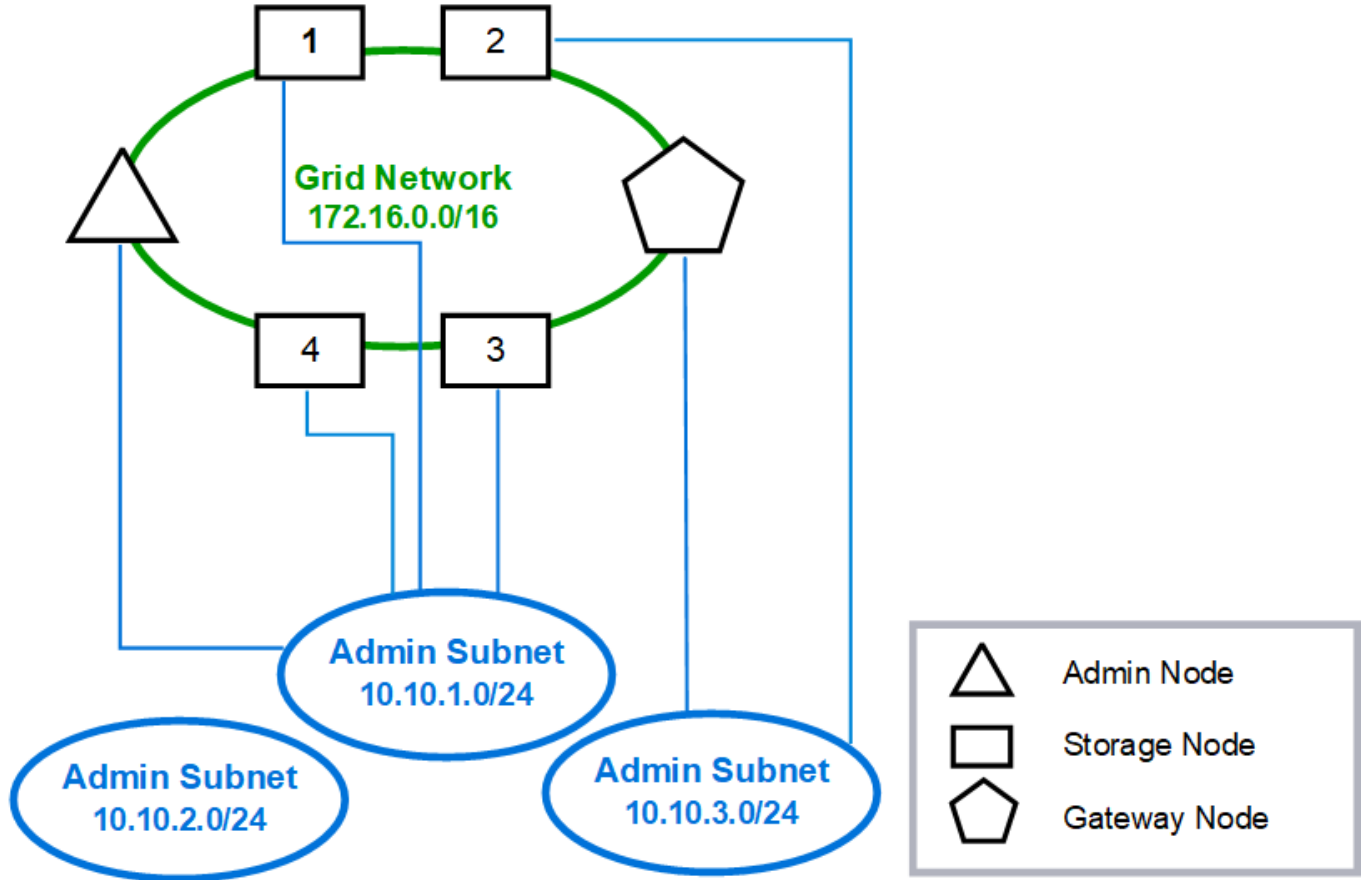 1
2
Grid Network
172.16.0.0/16
4
3
Admin Subnet
10.10.1.0/24
Admin Subnet
10.10.2.0/24
Admin Subnet
10.10.3.0/24
Admin Node
Storage Node
Gateway Node